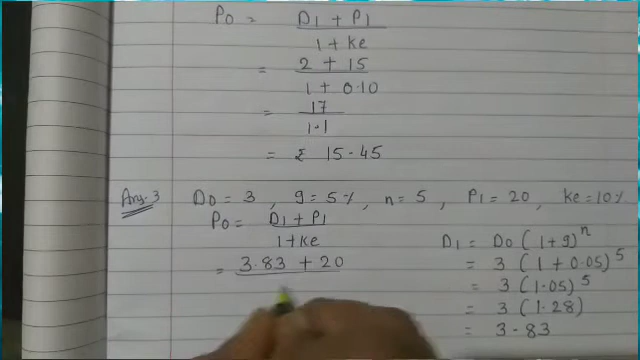 P0 = D1 + P1
1 + ke
= 2 + 15
1 + 0.10
= 17
1.1
= ₹ 15.45
Ans.3 D0 = 3 , g = 5% , n = 5 , P1 = 20 , ke = 10%
P0 = D1 + P1
1 + ke
= 3.83 + 20
D1 = D0 (1+g)^n
= 3 (1 + 0.05)^5
= 3 (1.05)^5
= 3 (1.28)
= 3.83